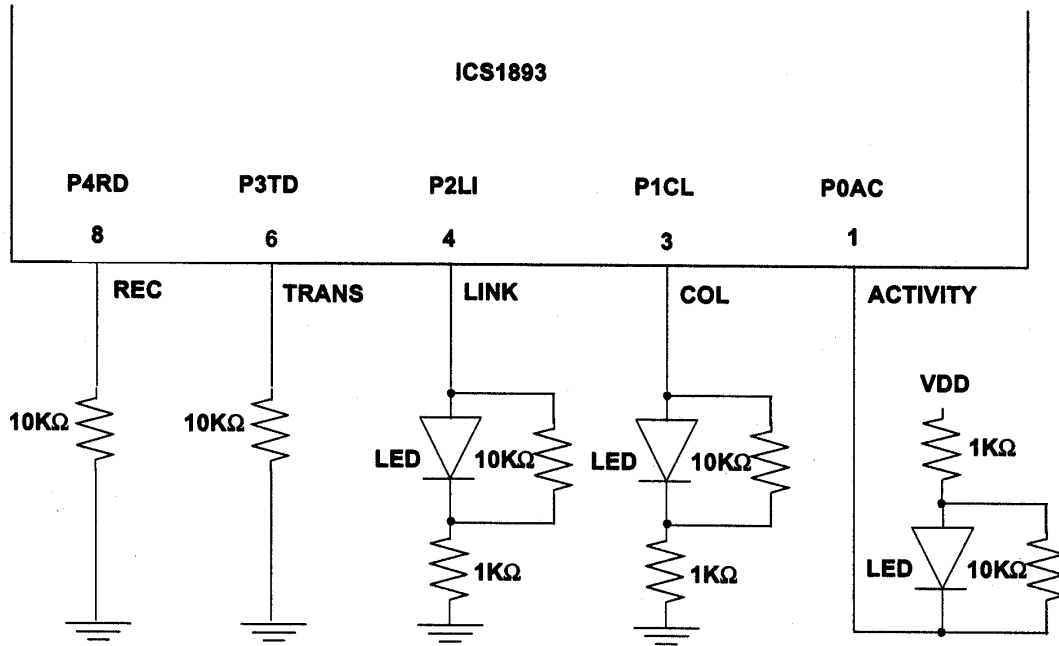 ICS1893
P4RD P3TD P2LI P1CL P0AC
8 6 4 3 1
REC TRANS LINK COL ACTIVITY
VDD
10KΩ 10KΩ LED 10KΩ LED 10KΩ 1KΩ
1KΩ 1KΩ LED 10KΩ